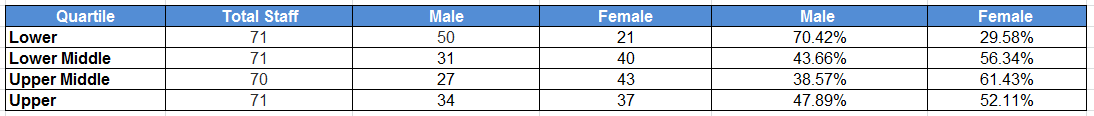 Quartile Total Staff Male Female Male Female
Lower 71 50 21 70.42% 29.58%
Lower Middle 71 31 40 43.66% 56.34%
Upper Middle 70 27 43 38.57% 61.43%
Upper 71 34 37 47.89% 52.11%